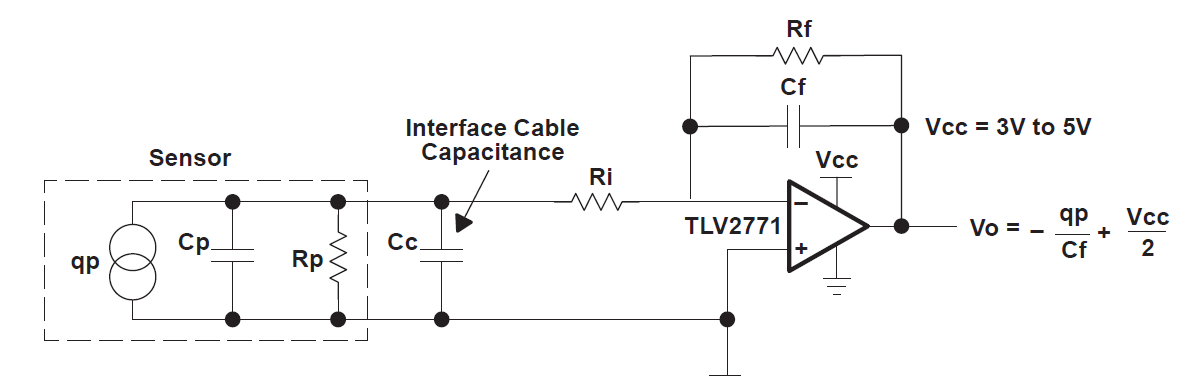 Rf
Cf
Vcc = 3V to 5V
Interface Cable
Capacitance
Sensor
Vcc
Ri
TLV2771
−
+
Vo = − qp/Cf + Vcc/2
qp
Cp
Rp
Cc